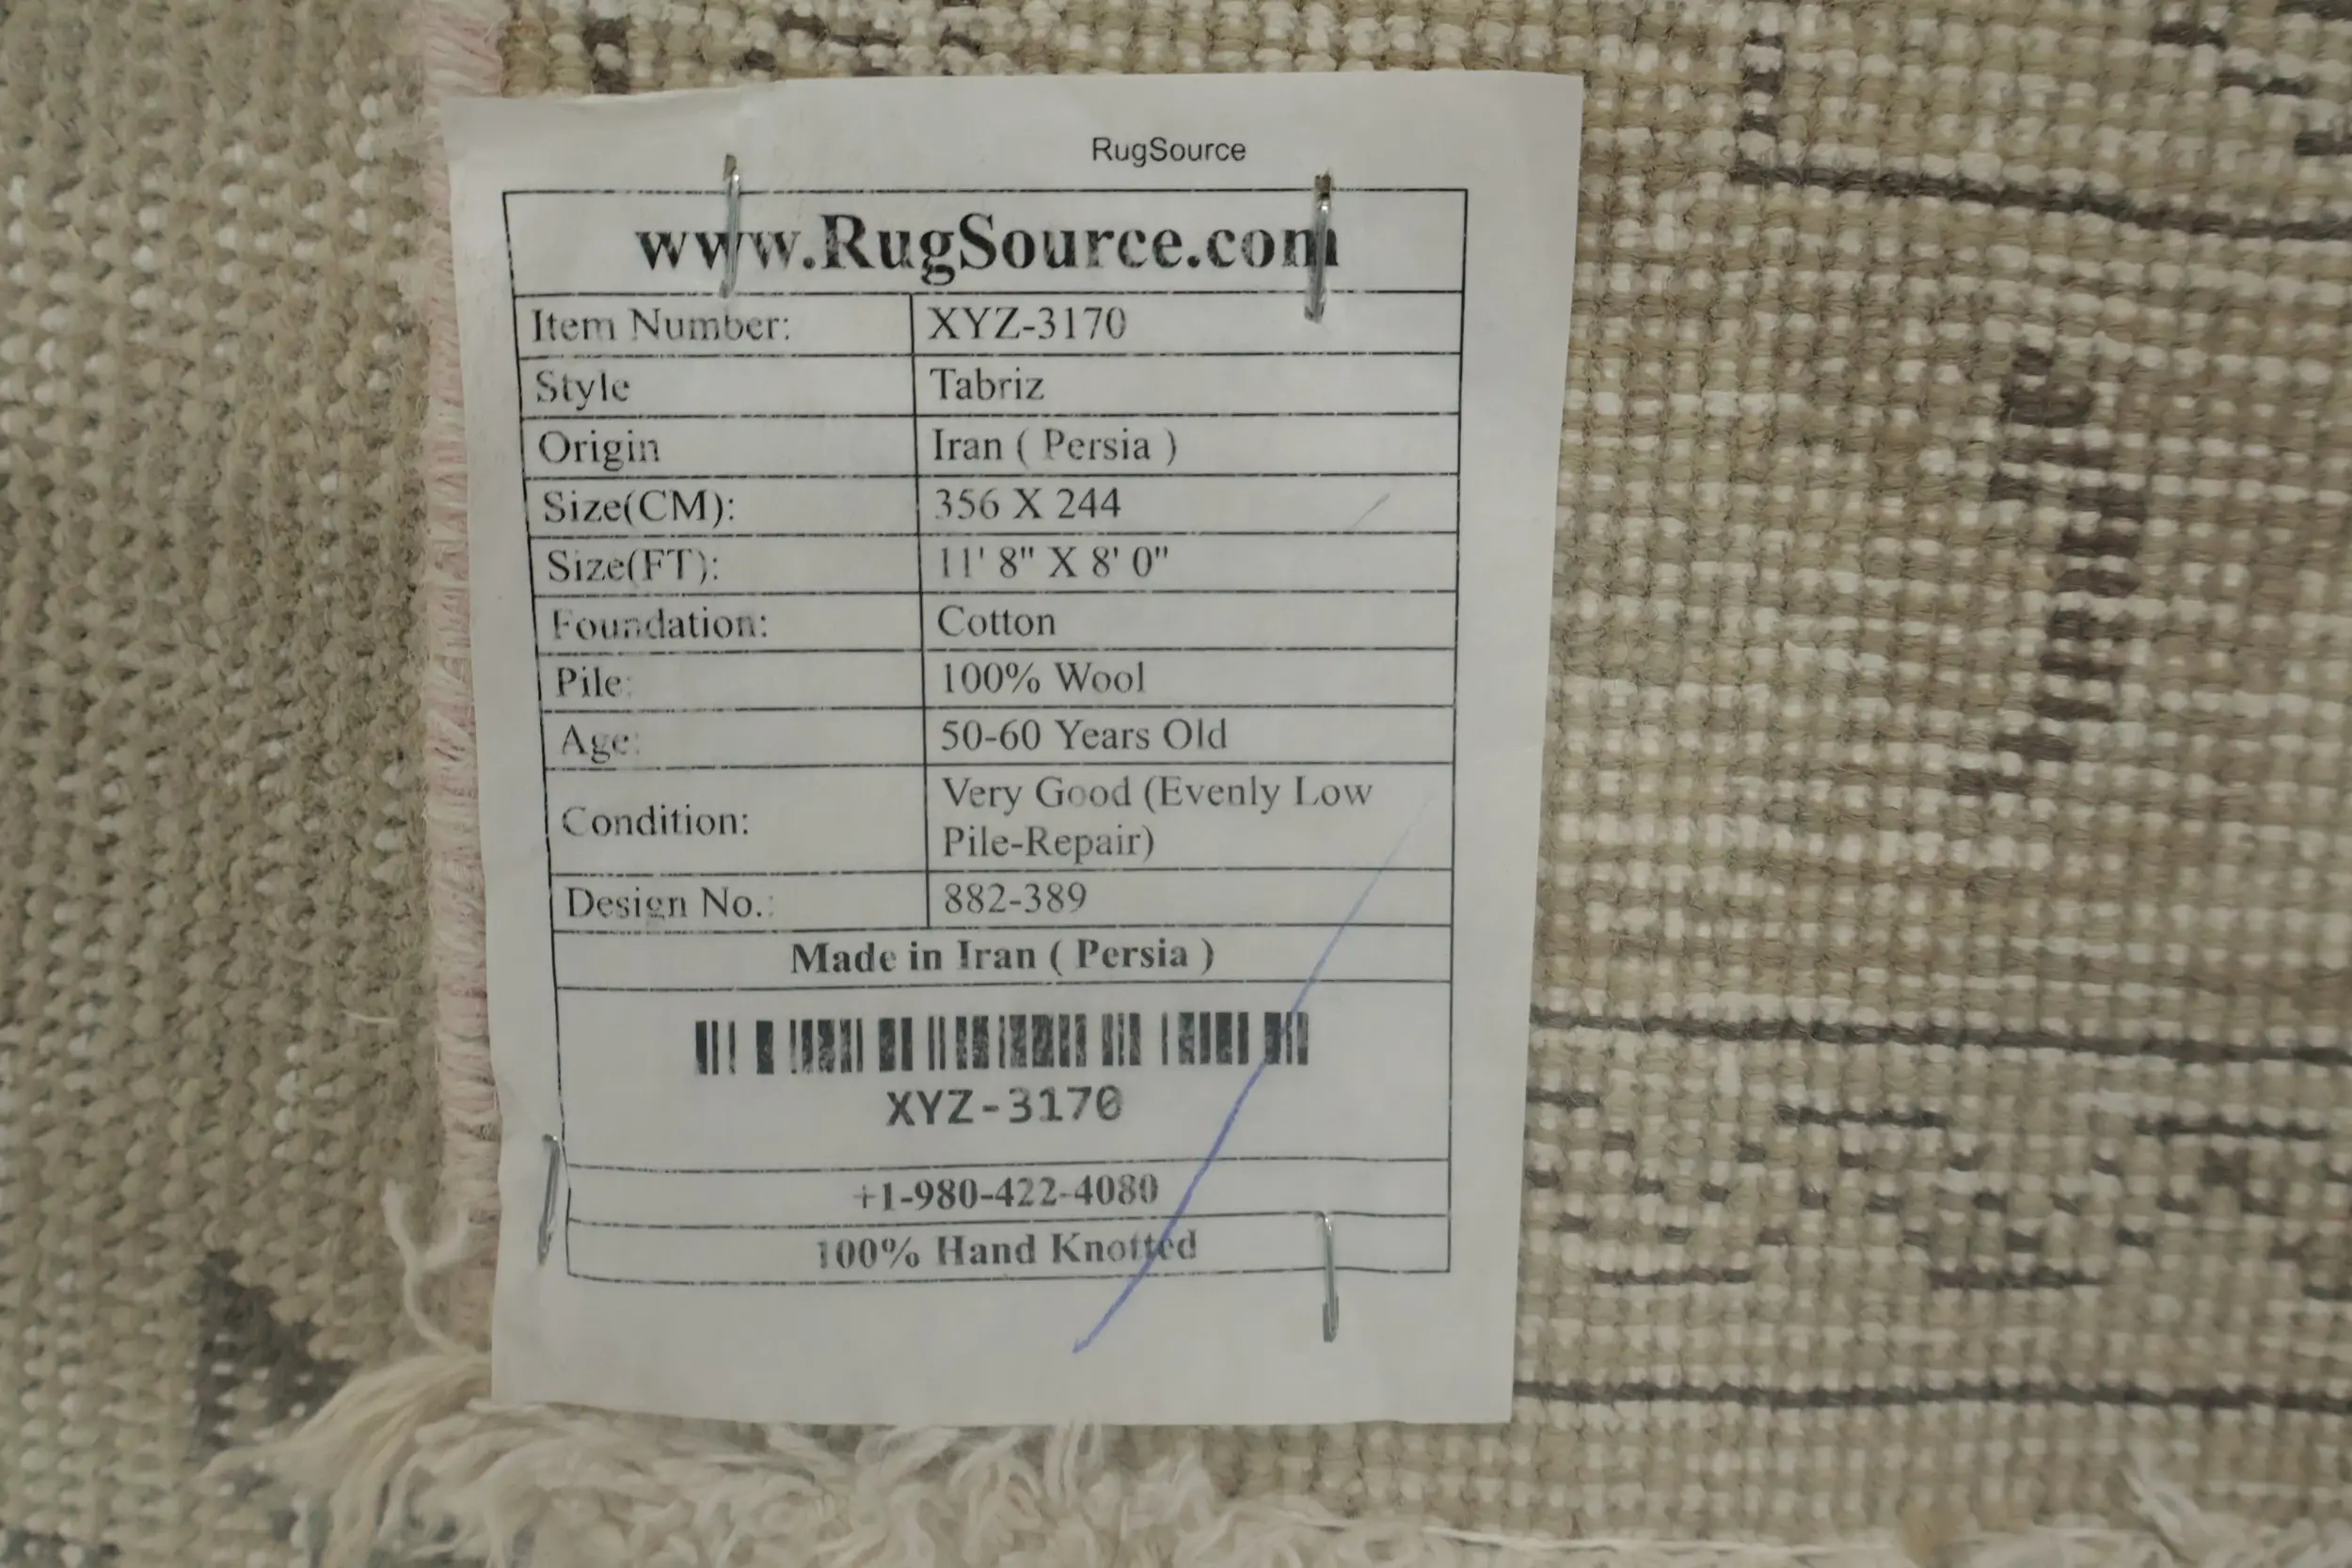 RugSource
www.RugSource.com
Item Number: XYZ-3170
Style Tabriz
Origin Iran ( Persia )
Size(CM): 356 X 244
Size(FT): 11' 8" X 8' 0"
Foundation: Cotton
Pile: 100% Wool
Age: 50-60 Years Old
Condition: Very Good (Evenly Low
Pile-Repair)
Design No.: 882-389
Made in Iran ( Persia )
XYZ-3170
+1-980-422-4080
100% Hand Knotted